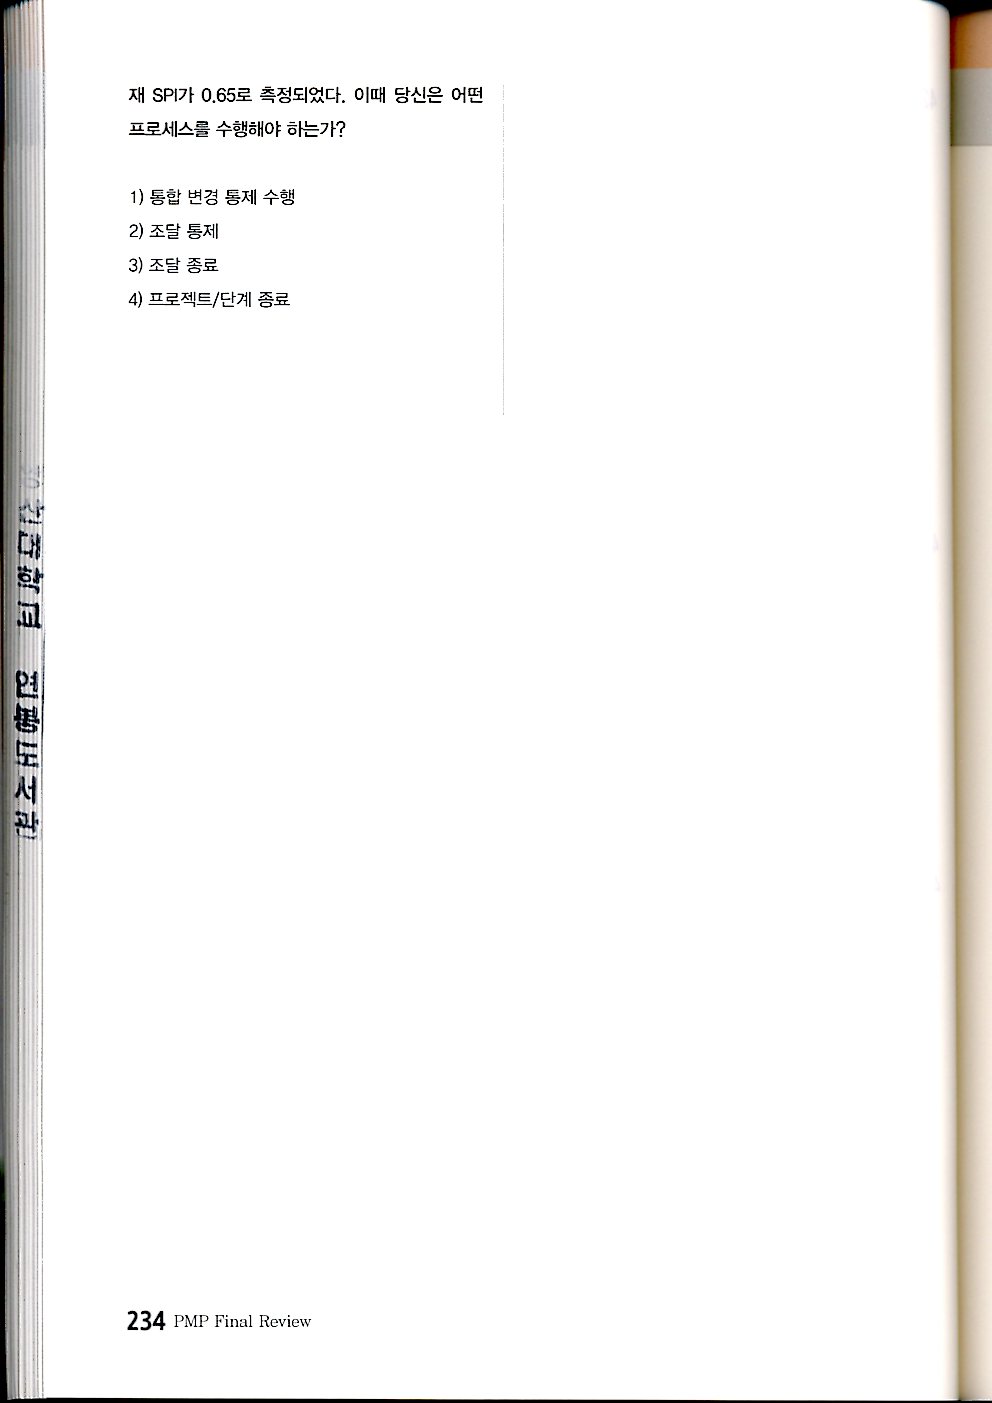 재 SPI가 0.65로 측정되었다. 이때 당신은 어떤
프로세스를 수행해야 하는가?
1) 통합 변경 통제 수행
2) 조달 통제
3) 조달 종료
4) 프로젝트/단계 종료
대학교
도서관
234 PMP Final Review